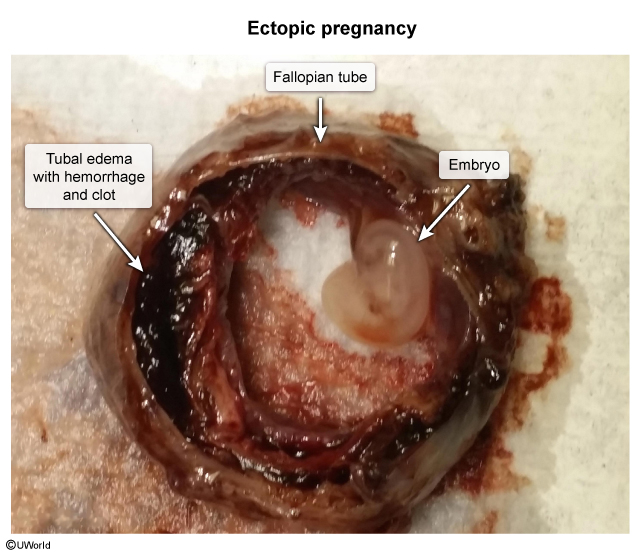 Ectopic pregnancy
Fallopian tube
Tubal edema
with hemorrhage
and clot
Embryo
©UWorld